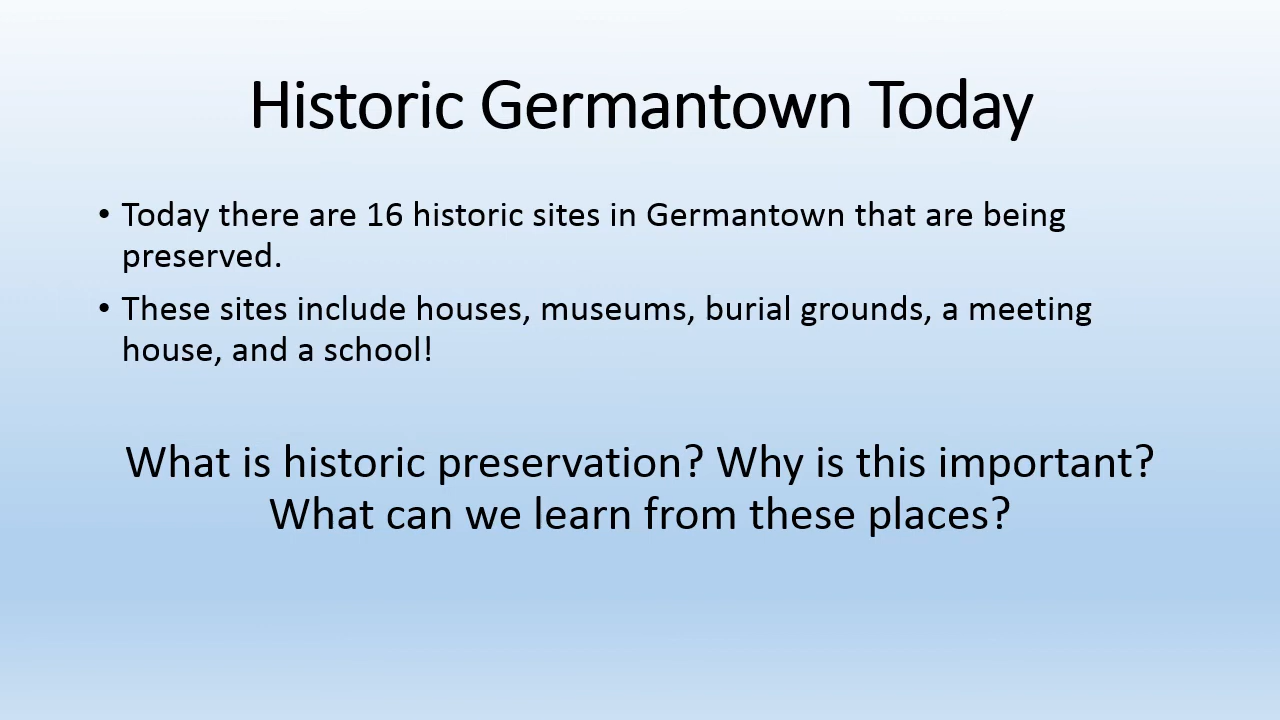 Historic Germantown Today
• Today there are 16 historic sites in Germantown that are being
preserved.
• These sites include houses, museums, burial grounds, a meeting
house, and a school!
What is historic preservation? Why is this important?
What can we learn from these places?